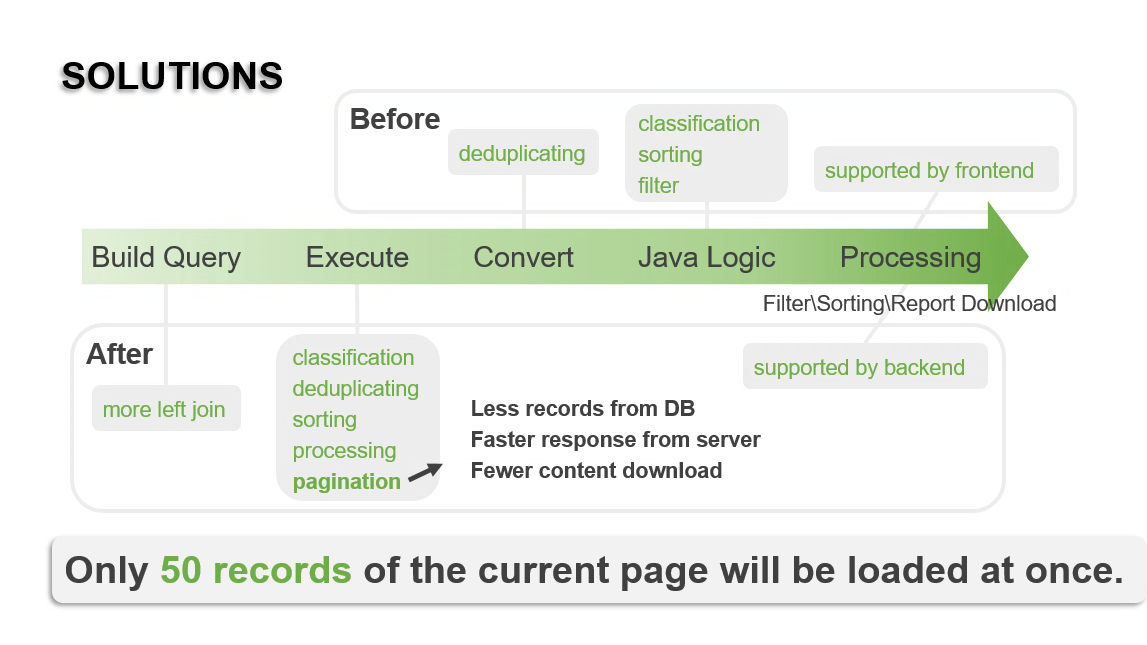 SOLUTIONS
Before
deduplicating
classification
sorting
filter
supported by frontend
Build Query
Execute
Convert
Java Logic
Processing
Filter\Sorting\Report Download
After
more left join
classification
deduplicating
sorting
processing
pagination
Less records from DB
Faster response from server
Fewer content download
supported by backend
Only 50 records of the current page will be loaded at once.